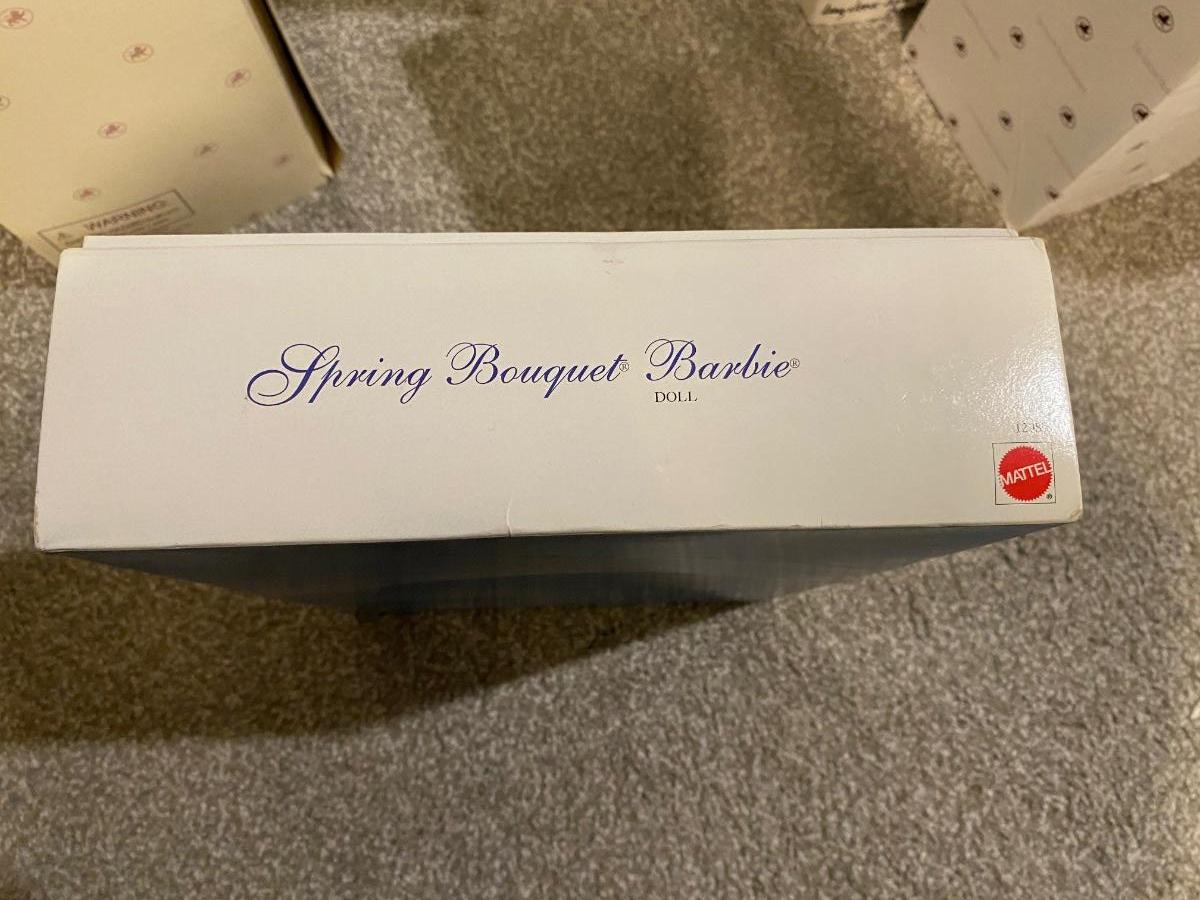 WARNING:
Spring Bouquet® Barbie®
DOLL
MATTEL
®